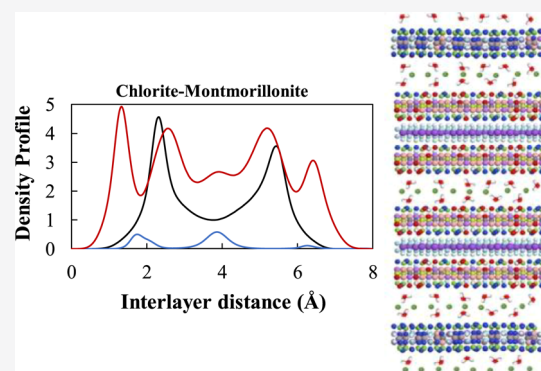 Chlorite-Montmorillonite
5
4
3
2
1
0
Density Profile
0 2 4 6 8
Interlayer distance (Å)